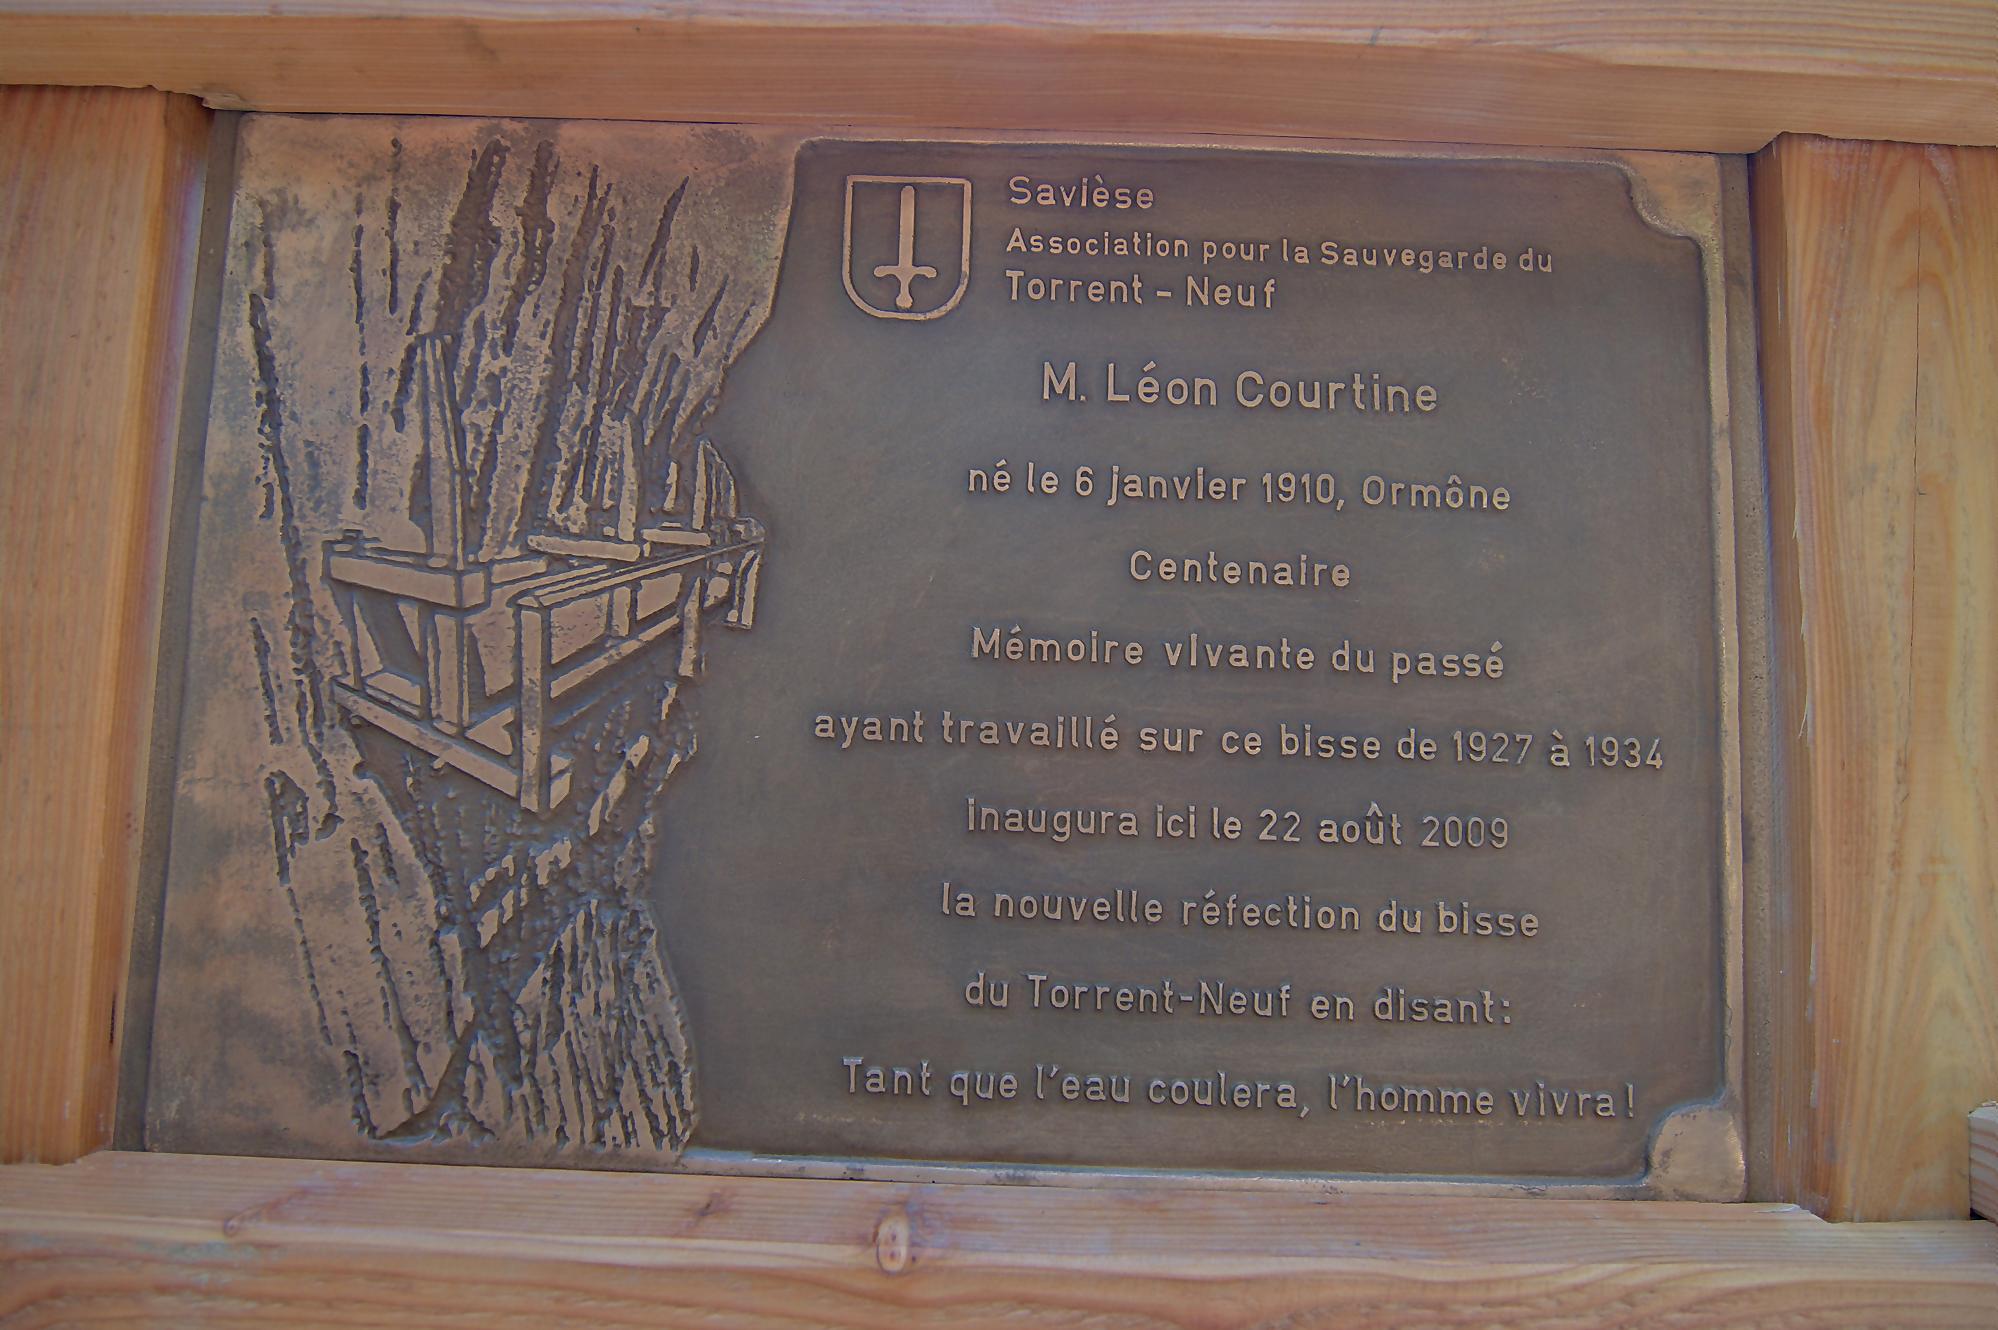 Savièse
Association pour la Sauvegarde du
Torrent - Neuf
M. Léon Courtine
né le 6 janvier 1910, Ormône
Centenaire
Mémoire vivante du passé
ayant travaillé sur ce bisse de 1927 à 1934
inaugura ici le 22 août 2009
la nouvelle réfection du bisse
du Torrent-Neuf en disant:
Tant que l'eau coulera, l'homme vivra!